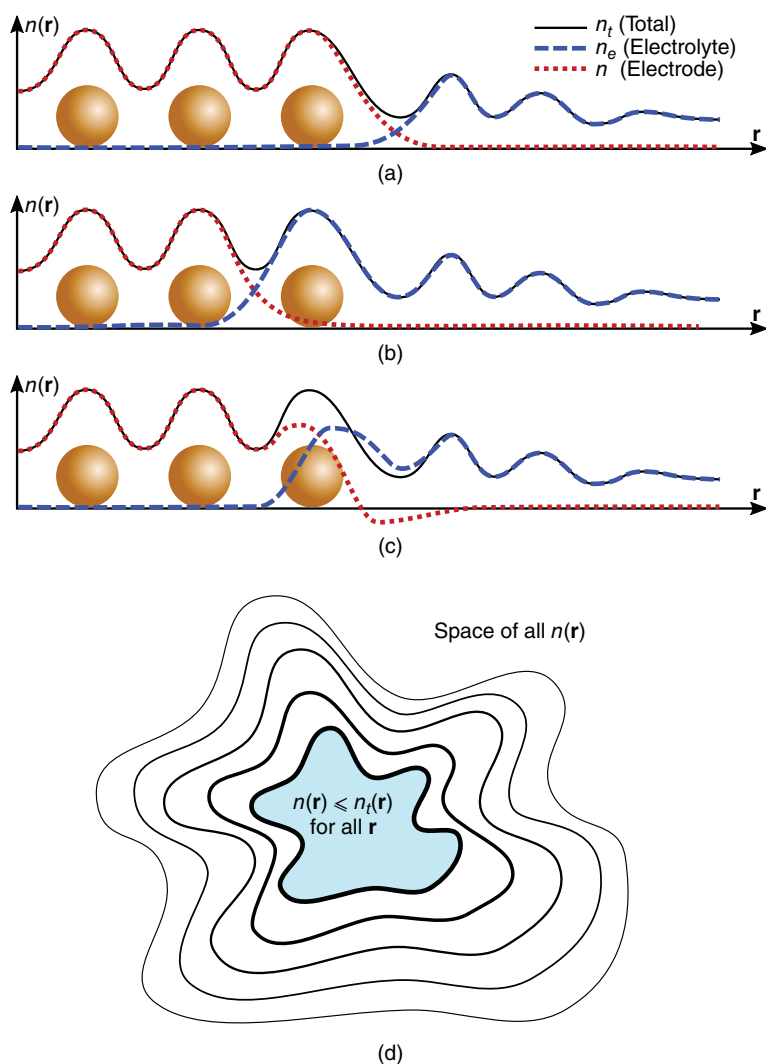 n(r)
n_t (Total)
n_e (Electrolyte)
n (Electrode)
r
(a)
n(r)
r
(b)
n(r)
r
(c)
Space of all n(r)
n(r) ⩽ n_t(r)
for all r
(d)